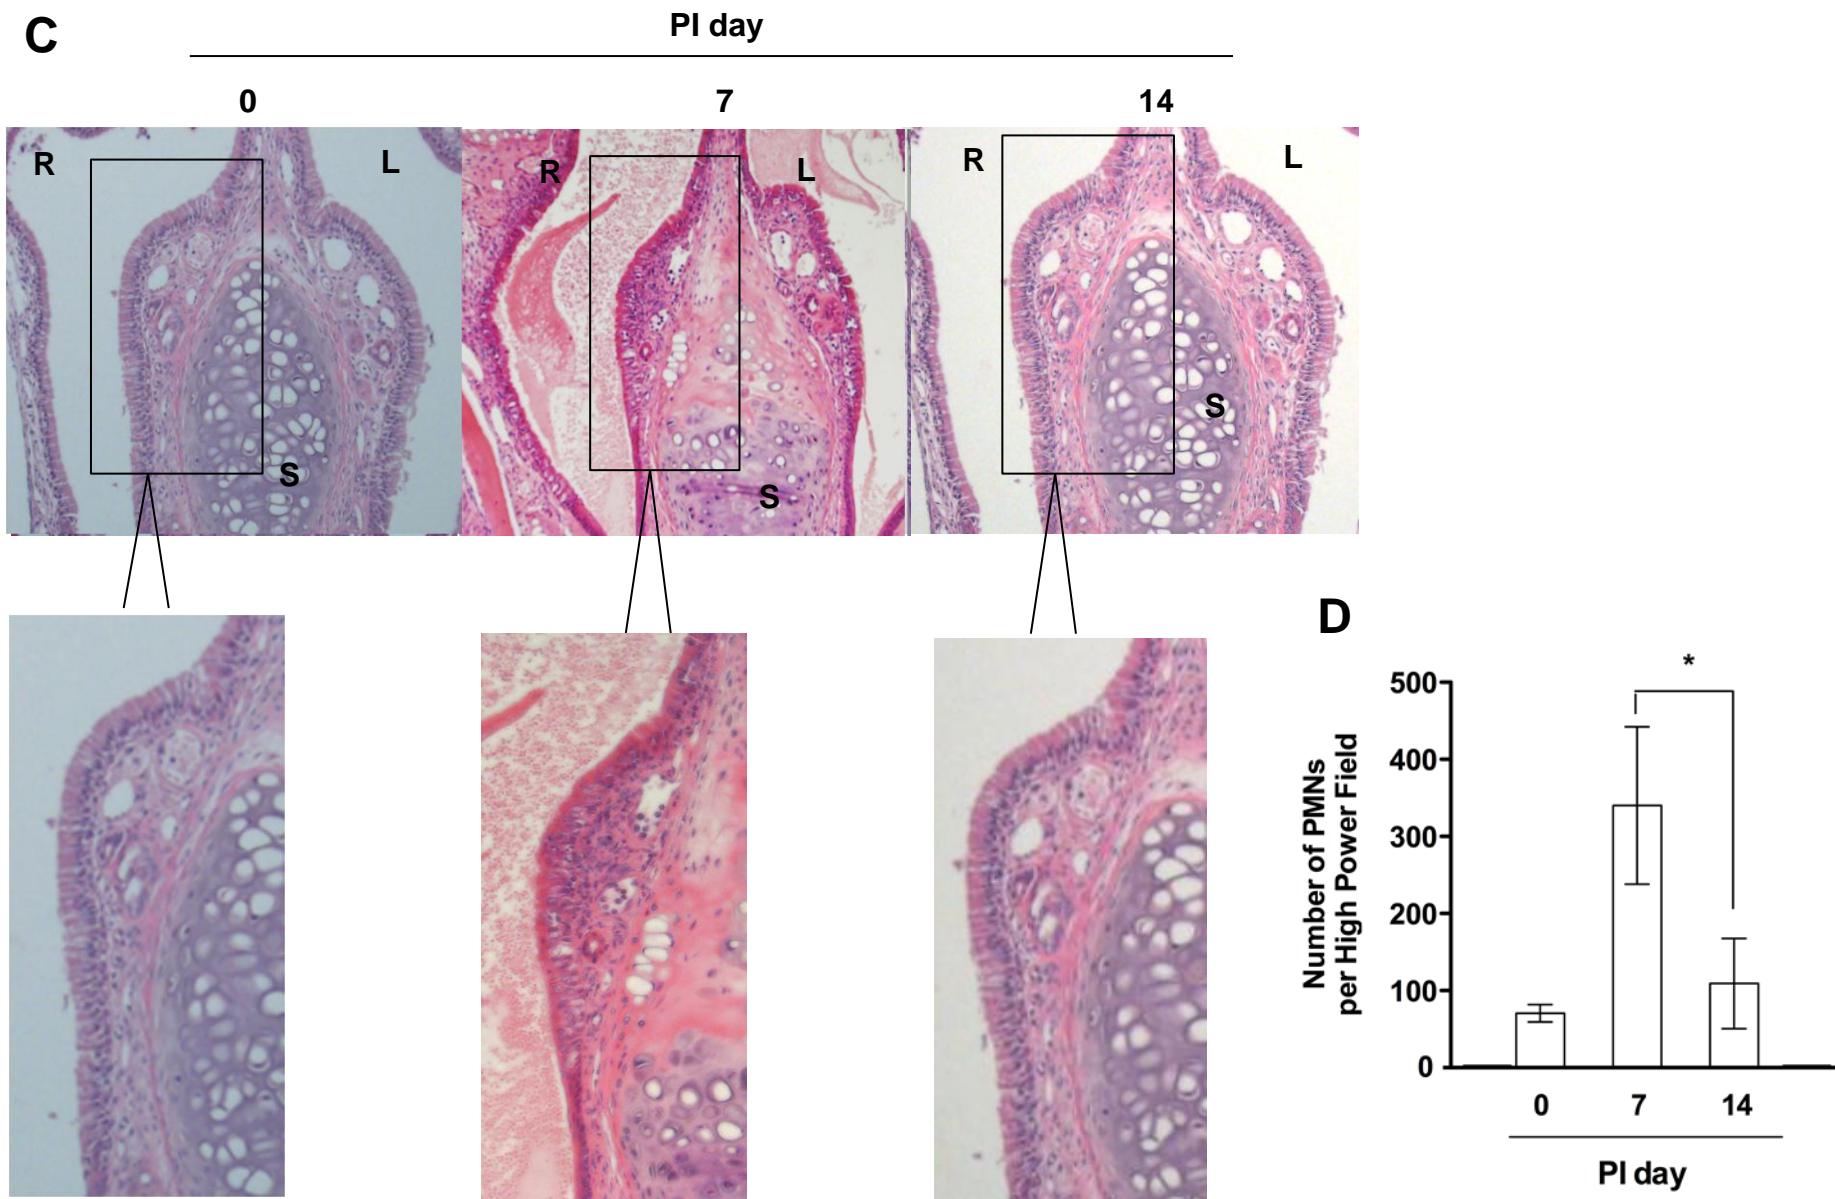 C
PI day
0 7 14
R L R L R L
S S S
D
*
500
400
300
200
100
0
Number of PMNs
per High Power Field
0 7 14
PI day